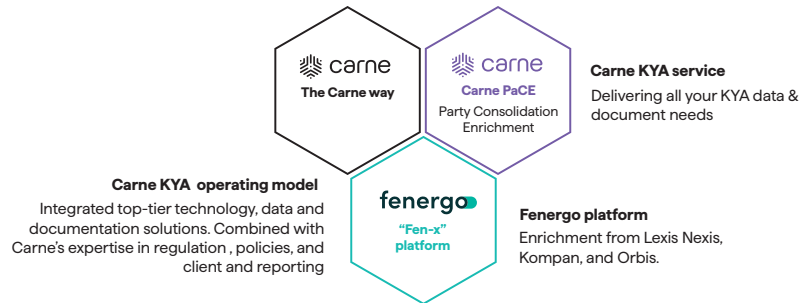 carne
The Carne way
carne
Carne PaCE
Party Consolidation
Enrichment
Carne KYA service
Delivering all your KYA data &
document needs
Carne KYA  operating model
Integrated top-tier technology, data and
documentation solutions. Combined with
Carne's expertise in regulation , policies, and
client and reporting
fenergo
“Fen-x”
platform
Fenergo platform
Enrichment from Lexis Nexis,
Kompan, and Orbis.